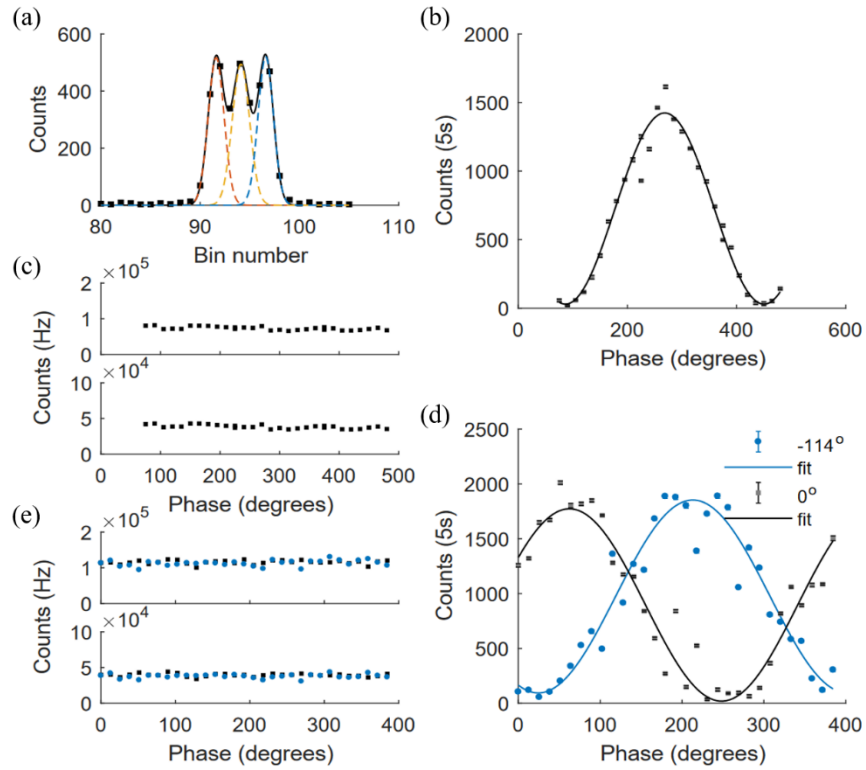 (a)
600
400
200
0
Counts
80 90 100 110
Bin number
(b)
2000
1500
1000
500
0
Counts (5s)
0 200 400 600
Phase (degrees)
(c)
× 10^5
2
1
0
× 10^4
10
5
0
Counts (Hz)
0 100 200 300 400 500
Phase (degrees)
(d)
2500
2000
1500
1000
500
0
Counts (5s)
-114°
fit
0°
fit
0 100 200 300 400
Phase (degrees)
(e)
× 10^5
2
1
0
× 10^4
10
5
0
Counts (Hz)
0 100 200 300 400
Phase (degrees)